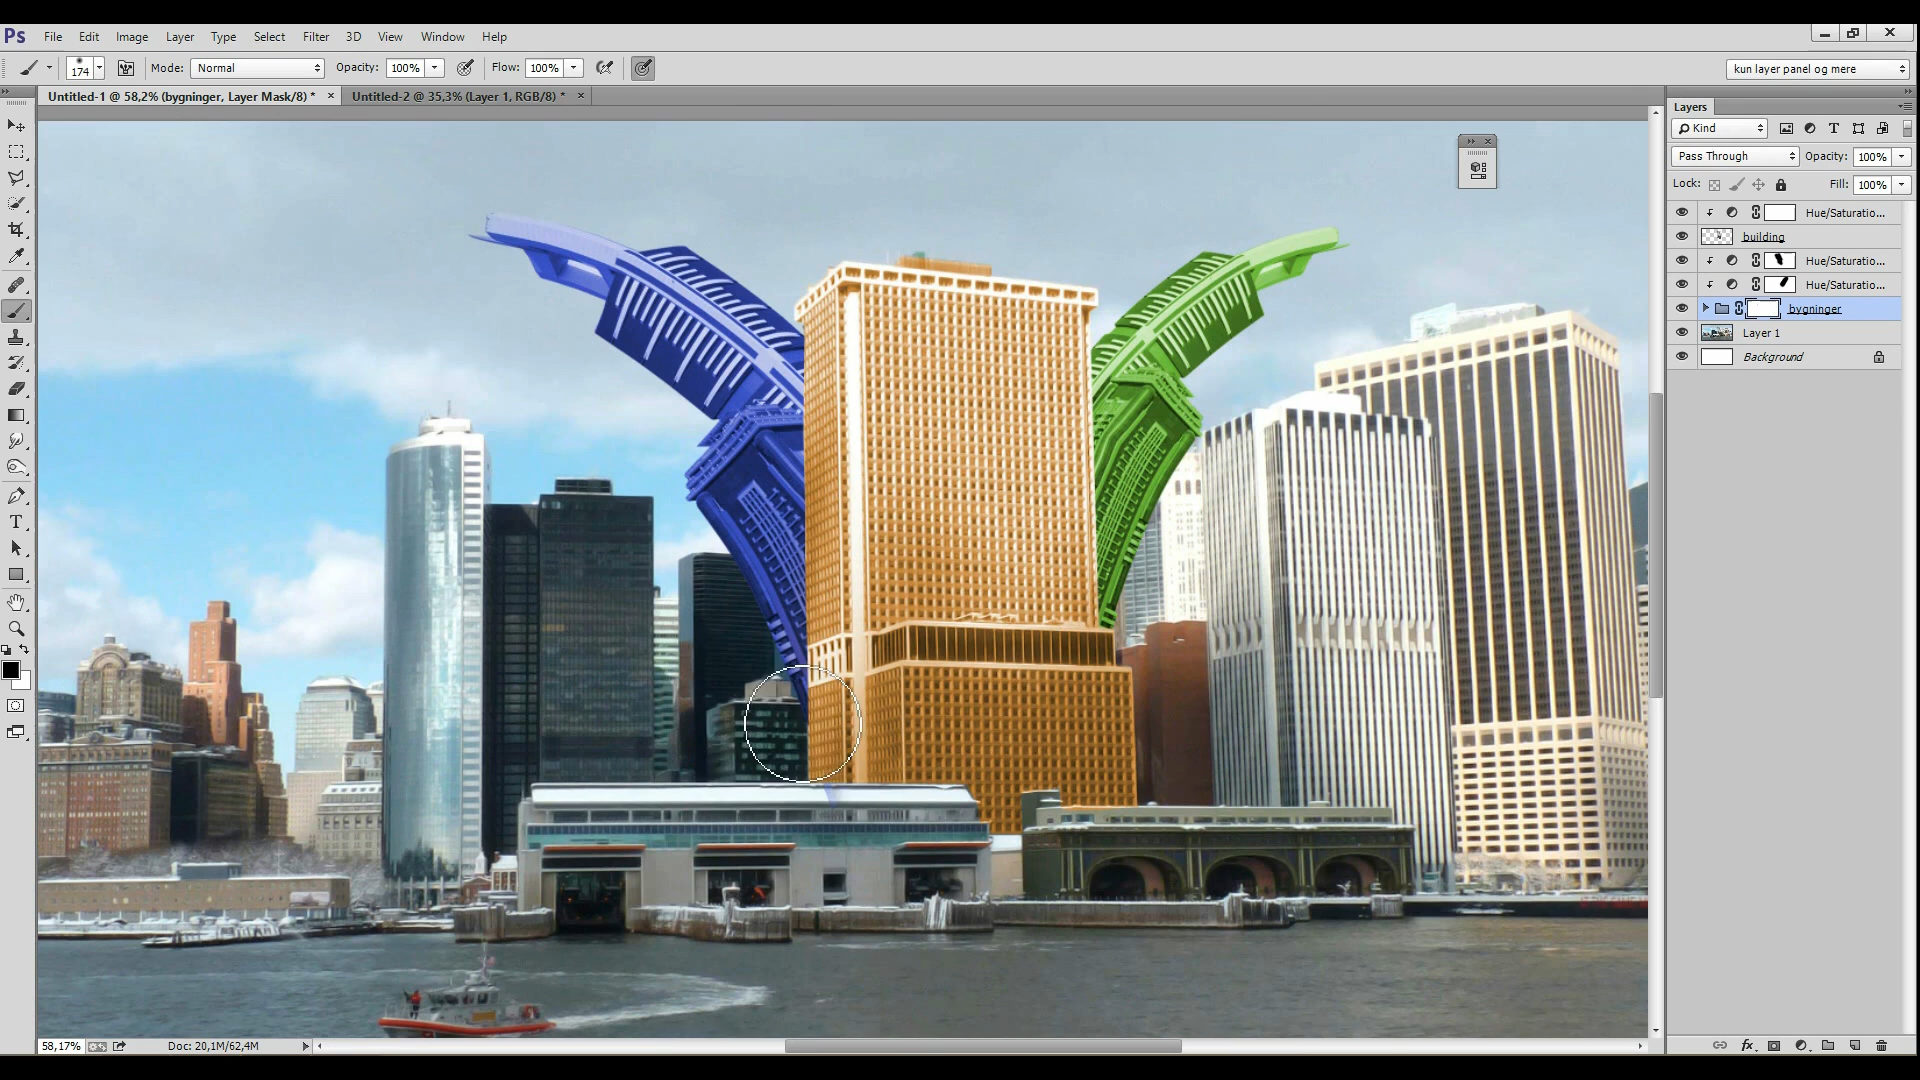 Ps File Edit Image Layer Type Select Filter 3D View Window Help
174 Mode: Normal Opacity: 100% Flow: 100% kun layer panel og mere
Untitled-1 @ 58,2% (bygninger, Layer Mask/8) * × Untitled-2 @ 35,3% (Layer 1, RGB/8) * ×
Layers
Kind
Pass Through Opacity: 100%
Lock: Fill: 100%
Hue/Saturatio...
building
Hue/Saturatio...
Hue/Saturatio...
bygninger
Layer 1
Background
T
58,17% Doc: 20,1M/62,4M
fx